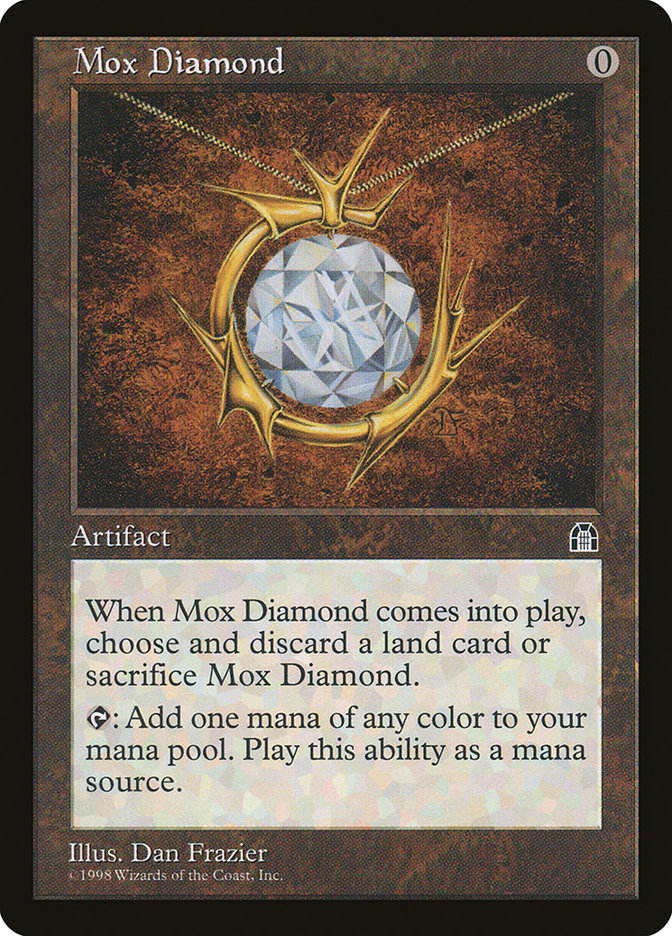 Mox Diamond 0
DF
Artifact
When Mox Diamond comes into play,
choose and discard a land card or
sacrifice Mox Diamond.
: Add one mana of any color to your
mana pool. Play this ability as a mana
source.
Illus. Dan Frazier
©1998 Wizards of the Coast, Inc.